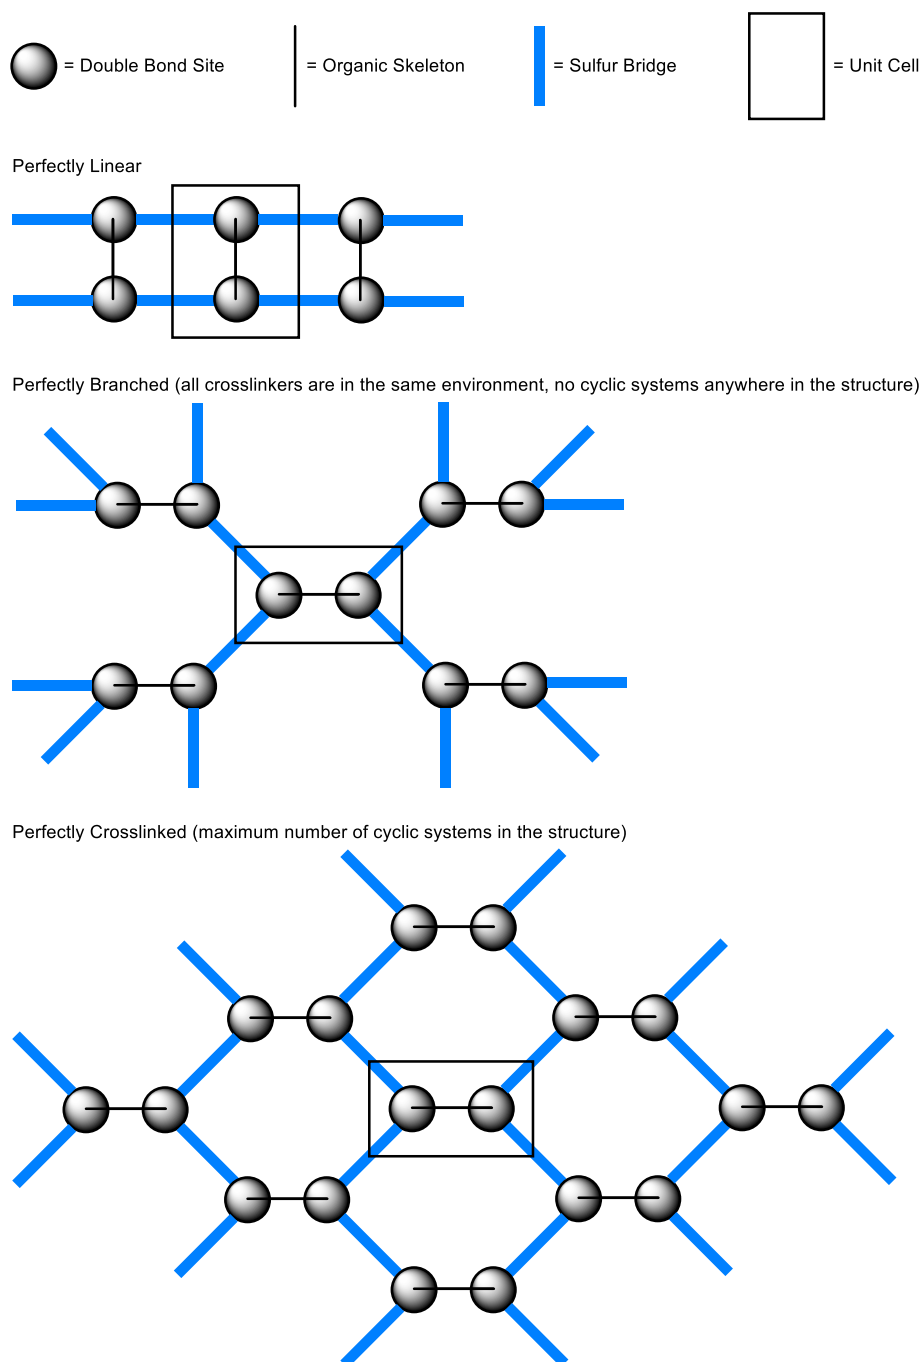 = Double Bond Site
= Organic Skeleton
= Sulfur Bridge
= Unit Cell
Perfectly Linear
Perfectly Branched (all crosslinkers are in the same environment, no cyclic systems anywhere in the structure)
Perfectly Crosslinked (maximum number of cyclic systems in the structure)